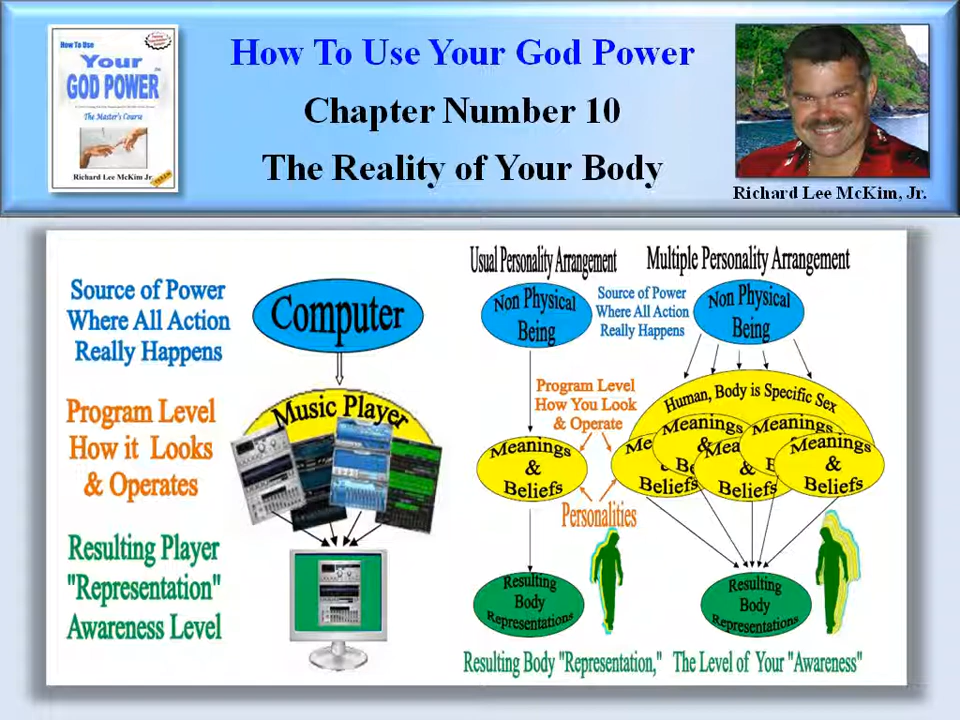 How To Use
Your
GOD POWER
The Master's Course
Richard Lee McKim Jr.
How To Use Your God Power
Chapter Number 10
The Reality of Your Body
Richard Lee McKim, Jr.
Source of Power
Where All Action
Really Happens
Computer
Program Level
How it Looks
& Operates
Music Player
Resulting Player
"Representation"
Awareness Level
Usual Personality Arrangement
Multiple Personality Arrangement
Non Physical
Being
Source of Power
Where All Action
Really Happens
Non Physical
Being
Program Level
How You Look
& Operate
Human, Body is Specific Sex
Meanings
&
Beliefs
Personalities
Me
&
Beliefs
Meanings
&
Be
Mea
&
Beliefs
Meanings
&
B
Meanings
&
Beliefs
Resulting
Body
Representations
Resulting
Body
Representations
Resulting Body "Representation," The Level of Your "Awareness"